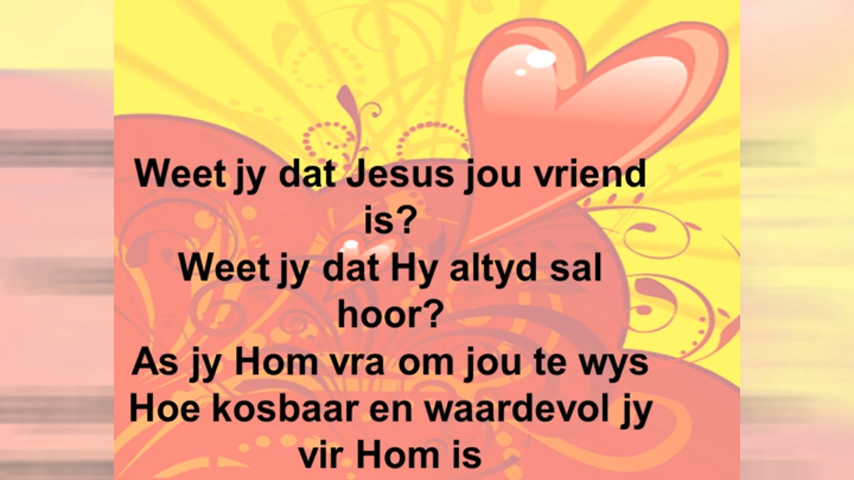 Weet jy dat Jesus jou vriend
is?
Weet jy dat Hy altyd sal
hoor?
As jy Hom vra om jou te wys
Hoe kosbaar en waardevol jy
vir Hom is